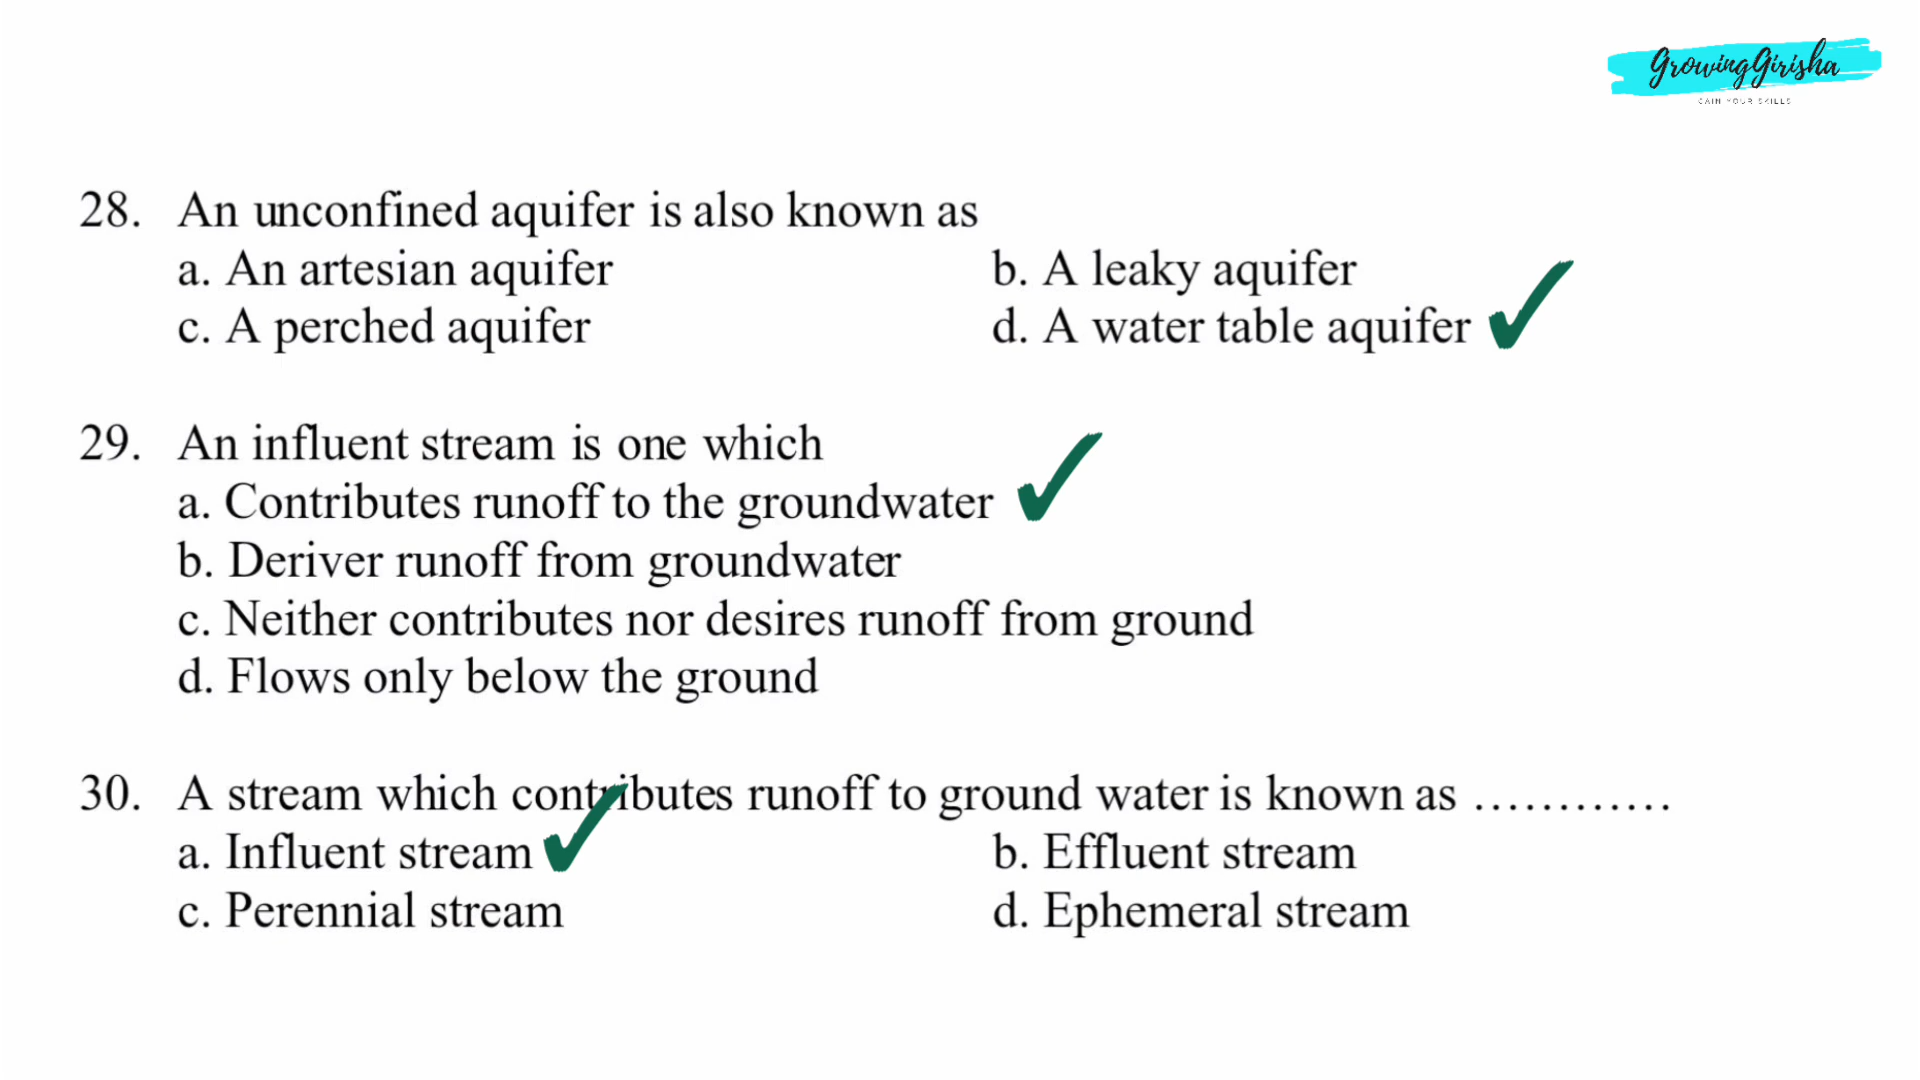 GrowingGirisha
GAIN YOUR SKILLS
28. An unconfined aquifer is also known as
a. An artesian aquifer b. A leaky aquifer
c. A perched aquifer d. A water table aquifer
29. An influent stream is one which
a. Contributes runoff to the groundwater
b. Deriver runoff from groundwater
c. Neither contributes nor desires runoff from ground
d. Flows only below the ground
30. A stream which contributes runoff to ground water is known as …………
a. Influent stream b. Effluent stream
c. Perennial stream d. Ephemeral stream